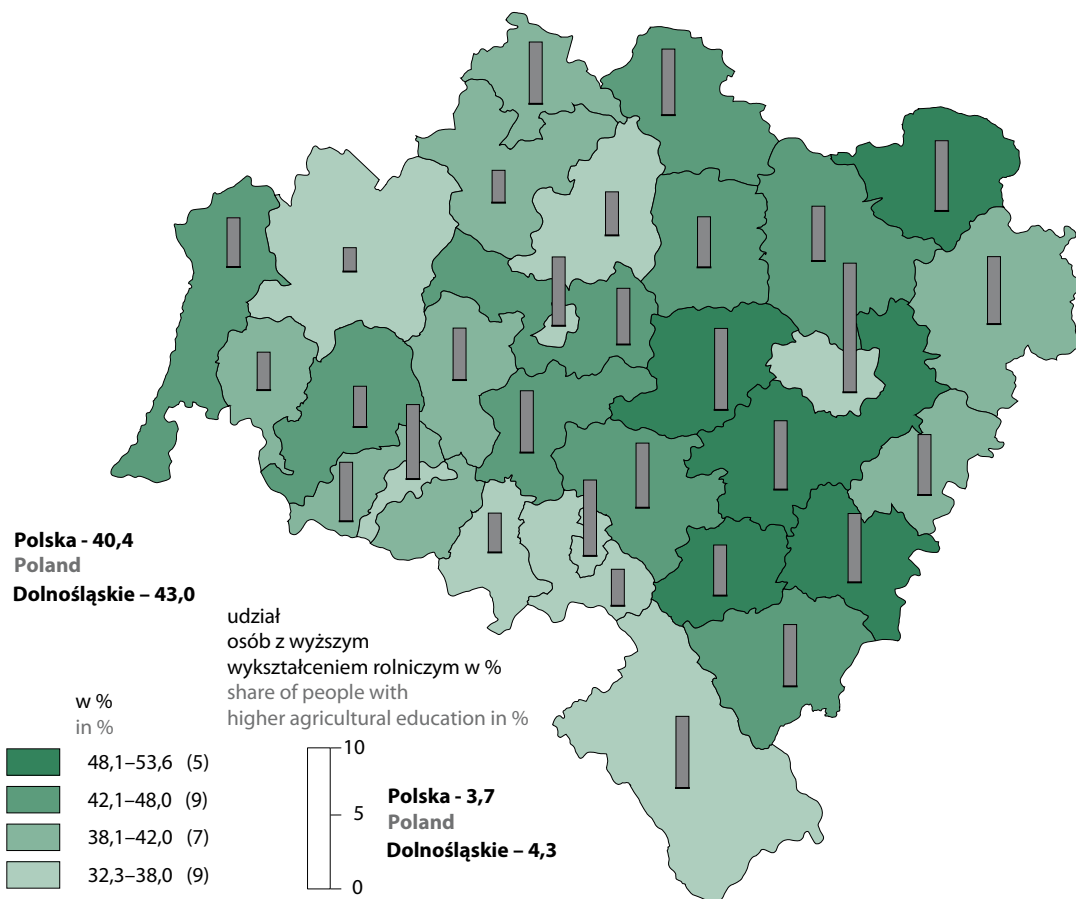 Polska - 40,4
Poland
Dolnośląskie – 43,0
udział
osób z wyższym
wykształceniem rolniczym w %
share of people with
higher agricultural education in %
w %
in %
48,1–53,6 (5)
42,1–48,0 (9)
38,1–42,0 (7)
32,3–38,0 (9)
10
5
0
Polska - 3,7
Poland
Dolnośląskie – 4,3